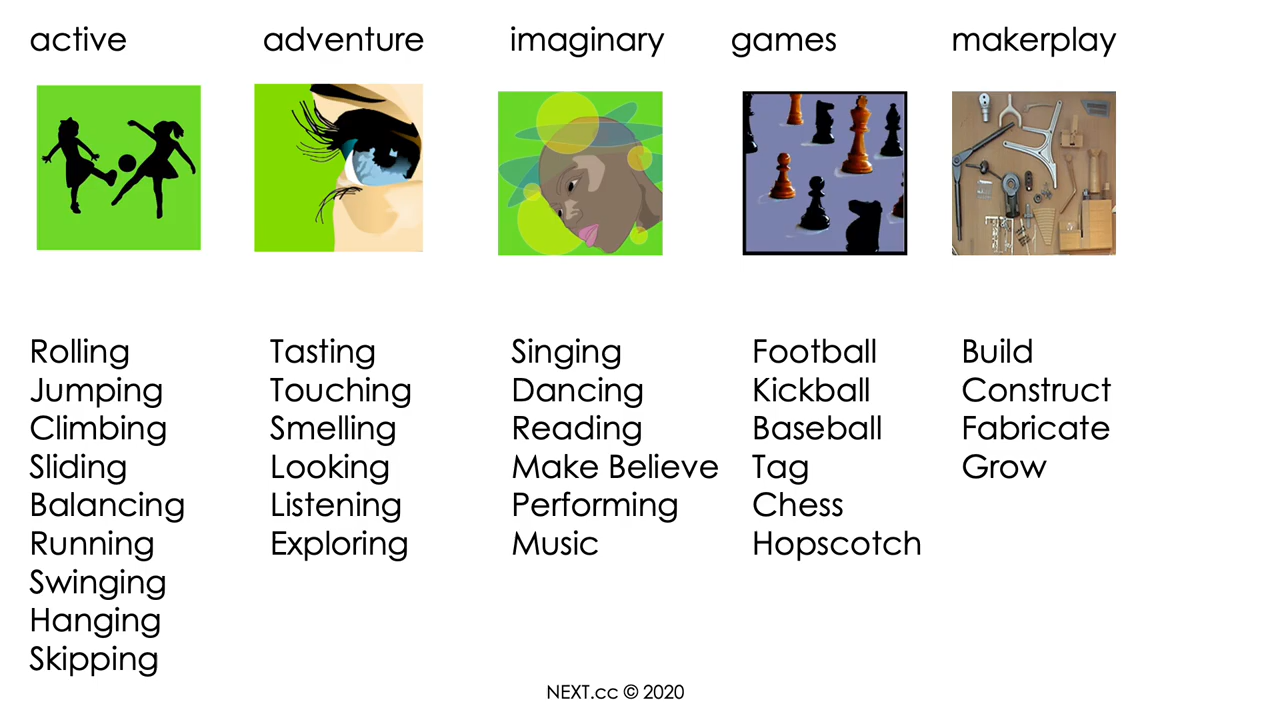 active
adventure
imaginary
games
makerplay
Rolling
Jumping
Climbing
Sliding
Balancing
Running
Swinging
Hanging
Skipping
Tasting
Touching
Smelling
Looking
Listening
Exploring
Singing
Dancing
Reading
Make Believe
Performing
Music
Football
Kickball
Baseball
Tag
Chess
Hopscotch
Build
Construct
Fabricate
Grow
NEXT.cc © 2020